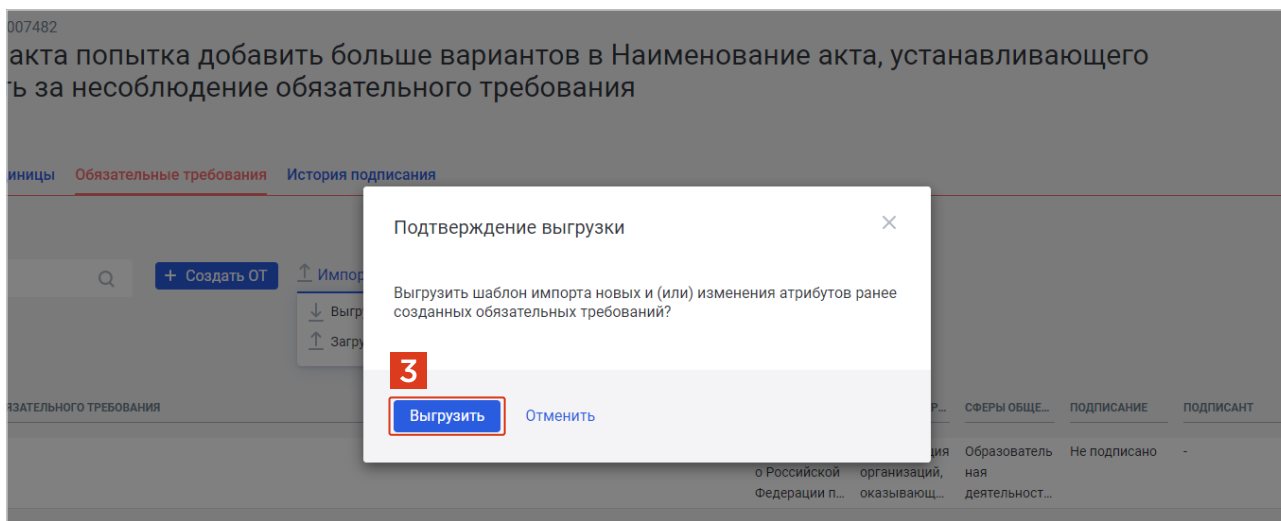 007482
акта попытка добавить больше вариантов в Наименование акта, устанавливающего
ть за несоблюдение обязательного требования
иницы Обязательные требования История подписания
Подтверждение выгрузки
+ Создать ОТ Импор
Выгрузить шаблон импорта новых и (или) изменения атрибутов ранее
созданных обязательных требований?
Выгр
Загру
3
Выгрузить Отменить
ЯЗАТЕЛЬНОГО ТРЕБОВАНИЯ Р... СФЕРЫ ОБЩЕ... ПОДПИСАНИЕ ПОДПИСАНТ
ция Образователь Не подписано -
о Российской организаций, ная
Федерации п... оказывающ... деятельност...